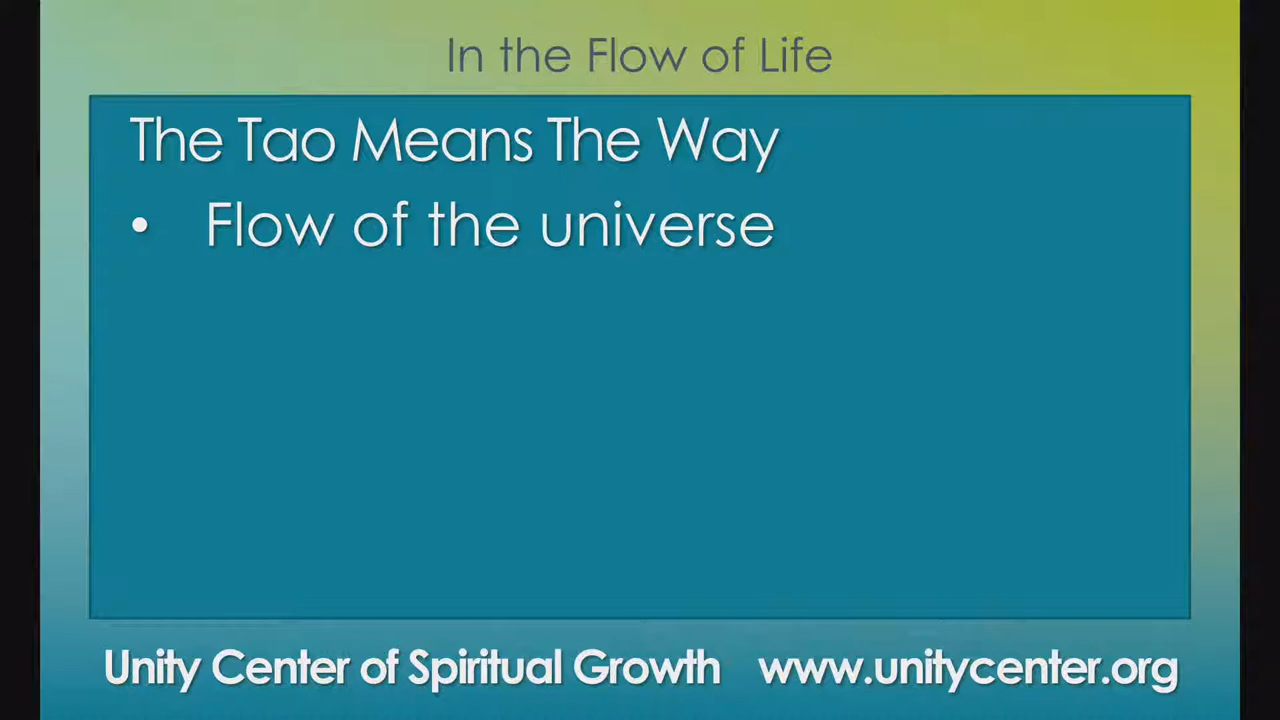 In the Flow of Life
The Tao Means The Way
• Flow of the universe
Unity Center of Spiritual Growth www.unitycenter.org